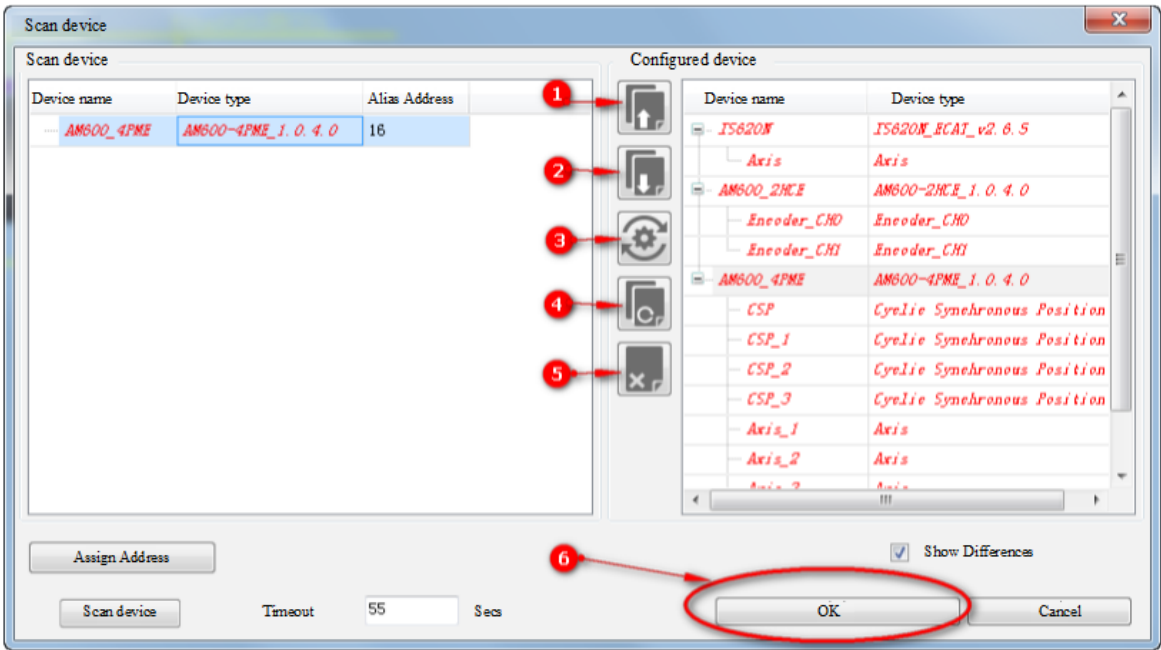 Scan device
Scan device
Configured device
Device name Device type Alias Address
AM600_4PME AM600-4PME_1.0.4.0 16
1
2
3
4
5
Device name Device type
IS620N IS620N_ECAT_v2.6.5
Axis Axis
AM600_2HCE AM600-2HCE_1.0.4.0
Encoder_CH0 Encoder_CH0
Encoder_CH1 Encoder_CH1
AM600_4PME AM600-4PME_1.0.4.0
CSP Cyclic Synchronous Position
CSP_1 Cyclic Synchronous Position
CSP_2 Cyclic Synchronous Position
CSP_3 Cyclic Synchronous Position
Axis_1 Axis
Axis_2 Axis
Assign Address
6
Show Differences
Scan device Timeout 55 Secs
OK Cancel